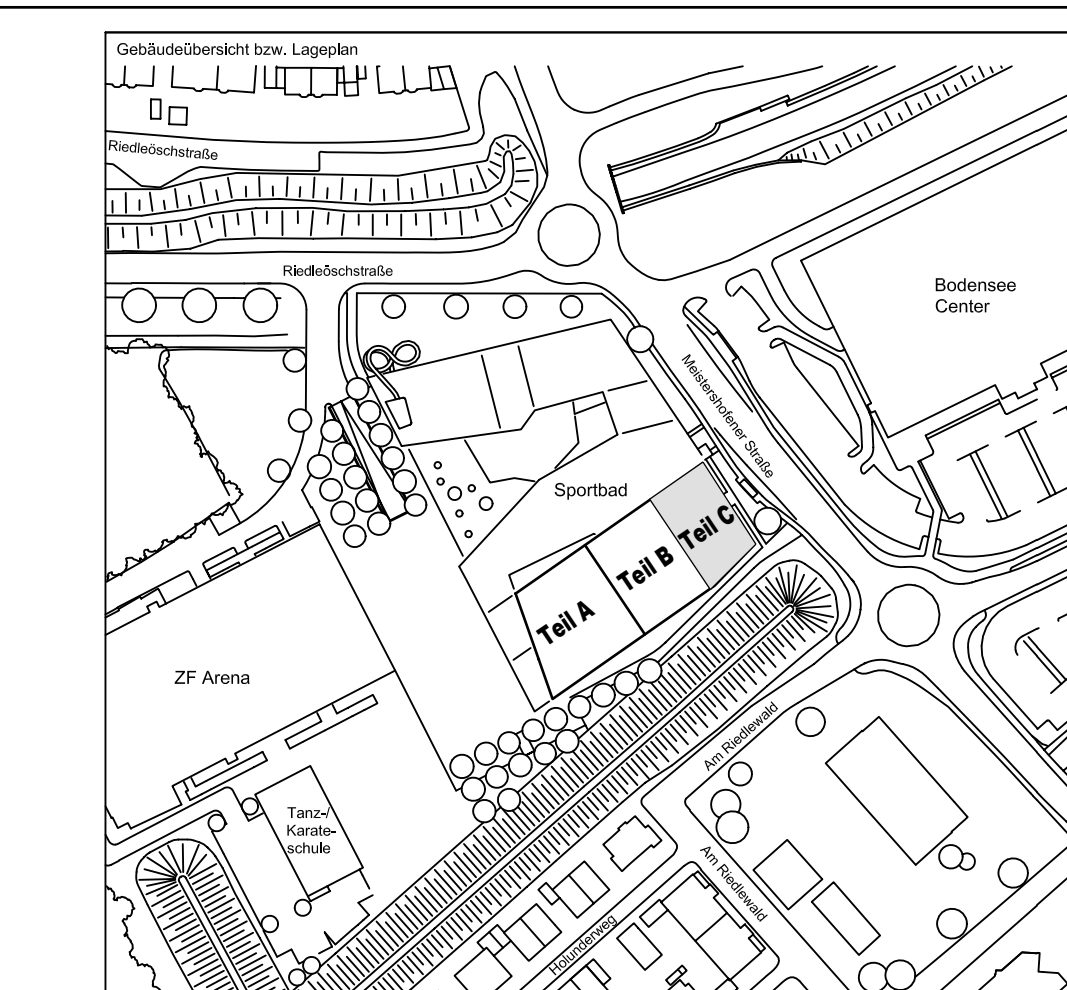 Gebäudeübersicht bzw. Lageplan
Riedleöschstraße
Riedleöschstraße
Bodensee
Center
Meistershofener Straße
Sportbad
Teil C
Teil B
Teil A
ZF Arena
Am Riedlewald
Tanz-/
Karate-
schule
Am Riedlewald
Holunderweg